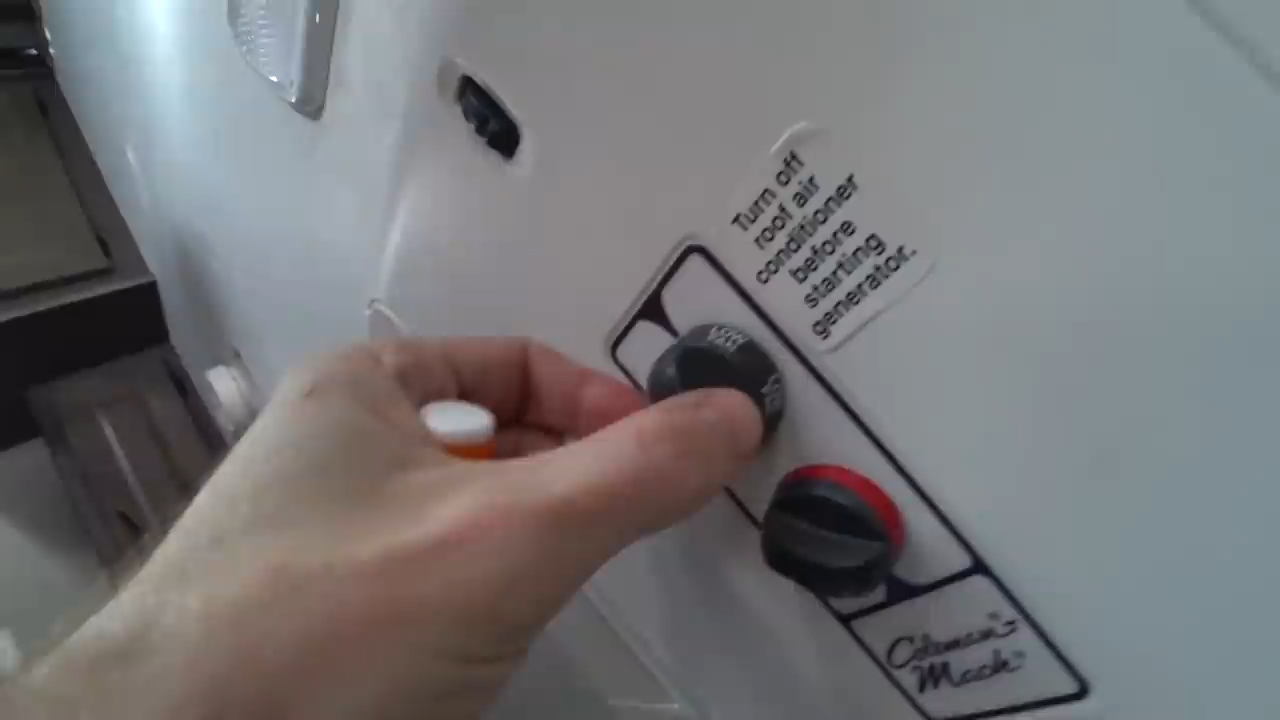 Turn off
roof air
conditioner
before
starting
generator.
Coleman
Mach